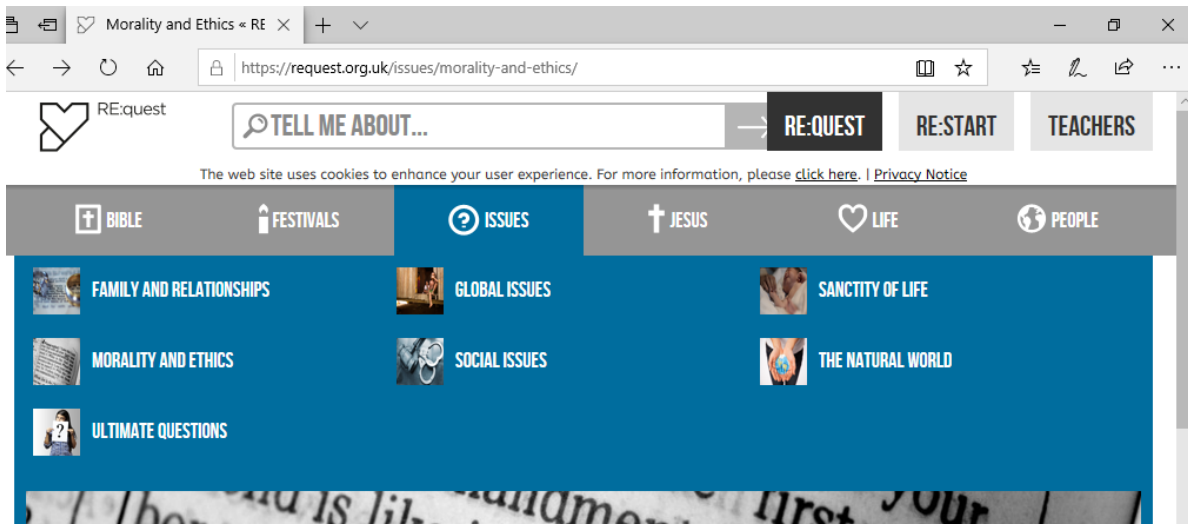 Morality and Ethics « RE
https://request.org.uk/issues/morality-and-ethics/
RE:quest
TELL ME ABOUT...
RE:QUEST
RE:START
TEACHERS
The web site uses cookies to enhance your user experience. For more information, please click here. | Privacy Notice
BIBLE
FESTIVALS
ISSUES
JESUS
LIFE
PEOPLE
FAMILY AND RELATIONSHIPS
GLOBAL ISSUES
SANCTITY OF LIFE
MORALITY AND ETHICS
SOCIAL ISSUES
THE NATURAL WORLD
ULTIMATE QUESTIONS
is first your